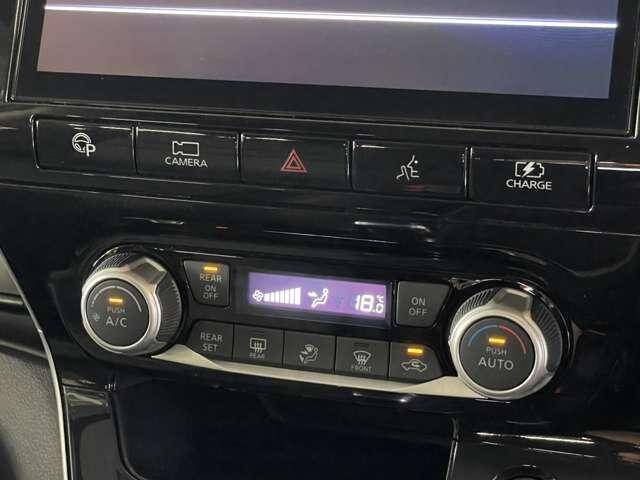 P
CAMERA
CHARGE
PUSH
A/C
REAR
ON
OFF
18.0
°C
ON
OFF
PUSH
AUTO
REAR
SET
REAR
FRONT